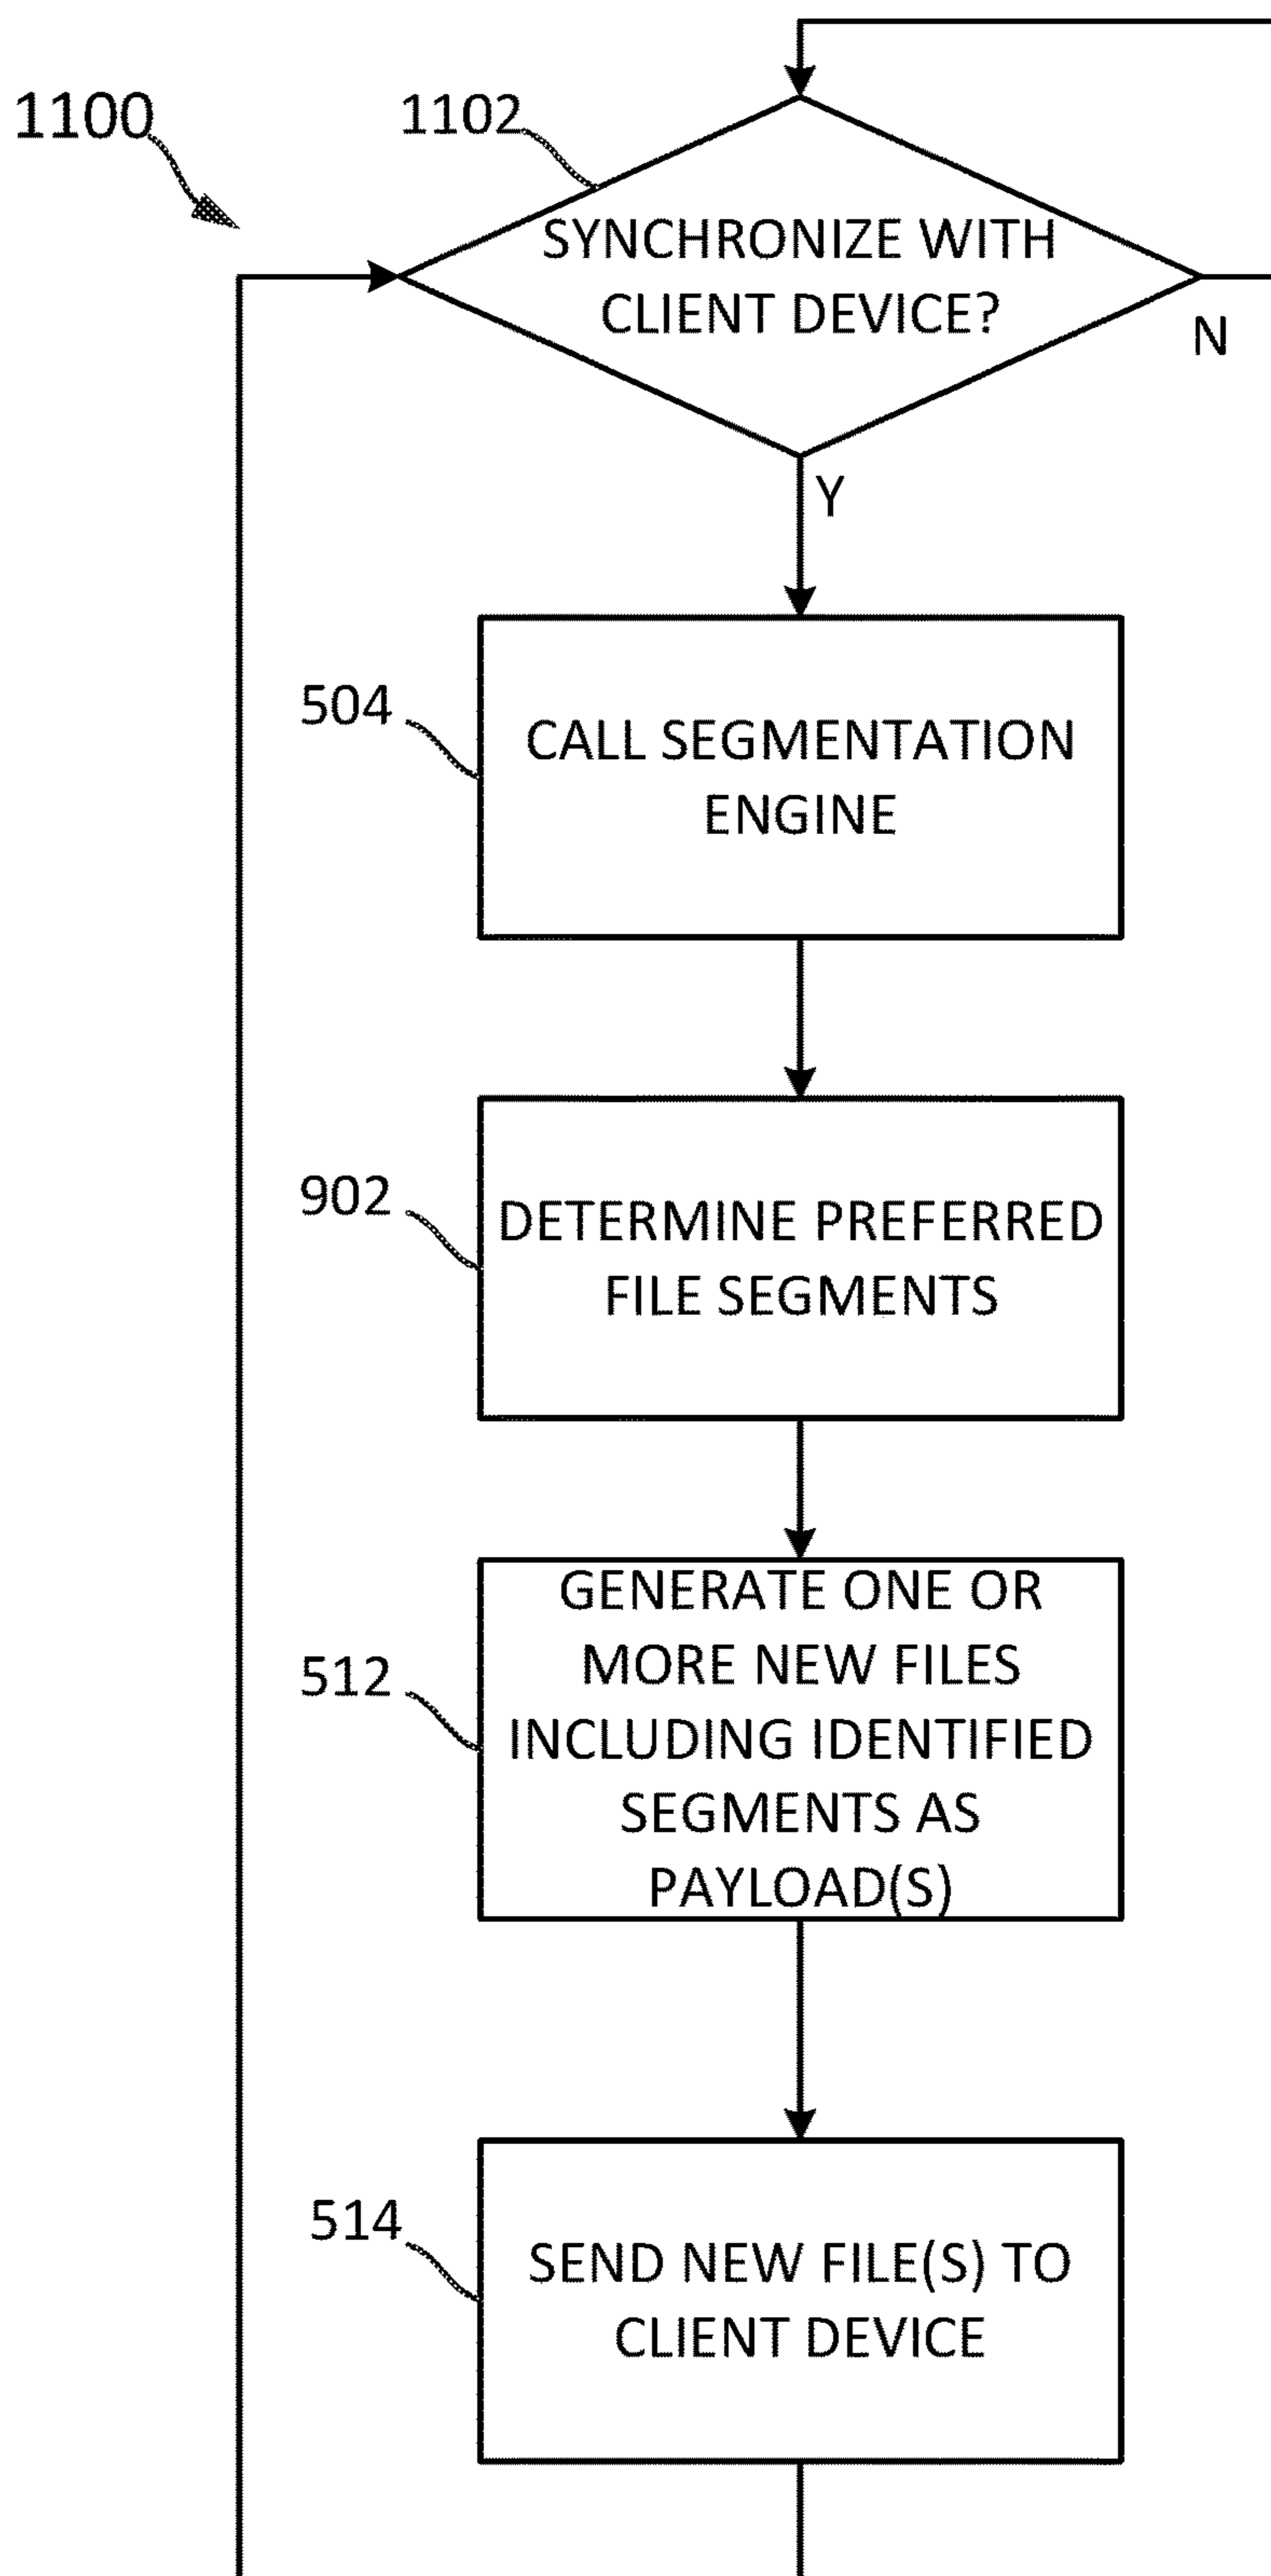 1100
1102
SYNCHRONIZE WITH
CLIENT DEVICE?
N
Y
504
CALL SEGMENTATION
ENGINE
902
DETERMINE PREFERRED
FILE SEGMENTS
512
GENERATE ONE OR
MORE NEW FILES
INCLUDING IDENTIFIED
SEGMENTS AS
PAYLOAD(S)
514
SEND NEW FILE(S) TO
CLIENT DEVICE